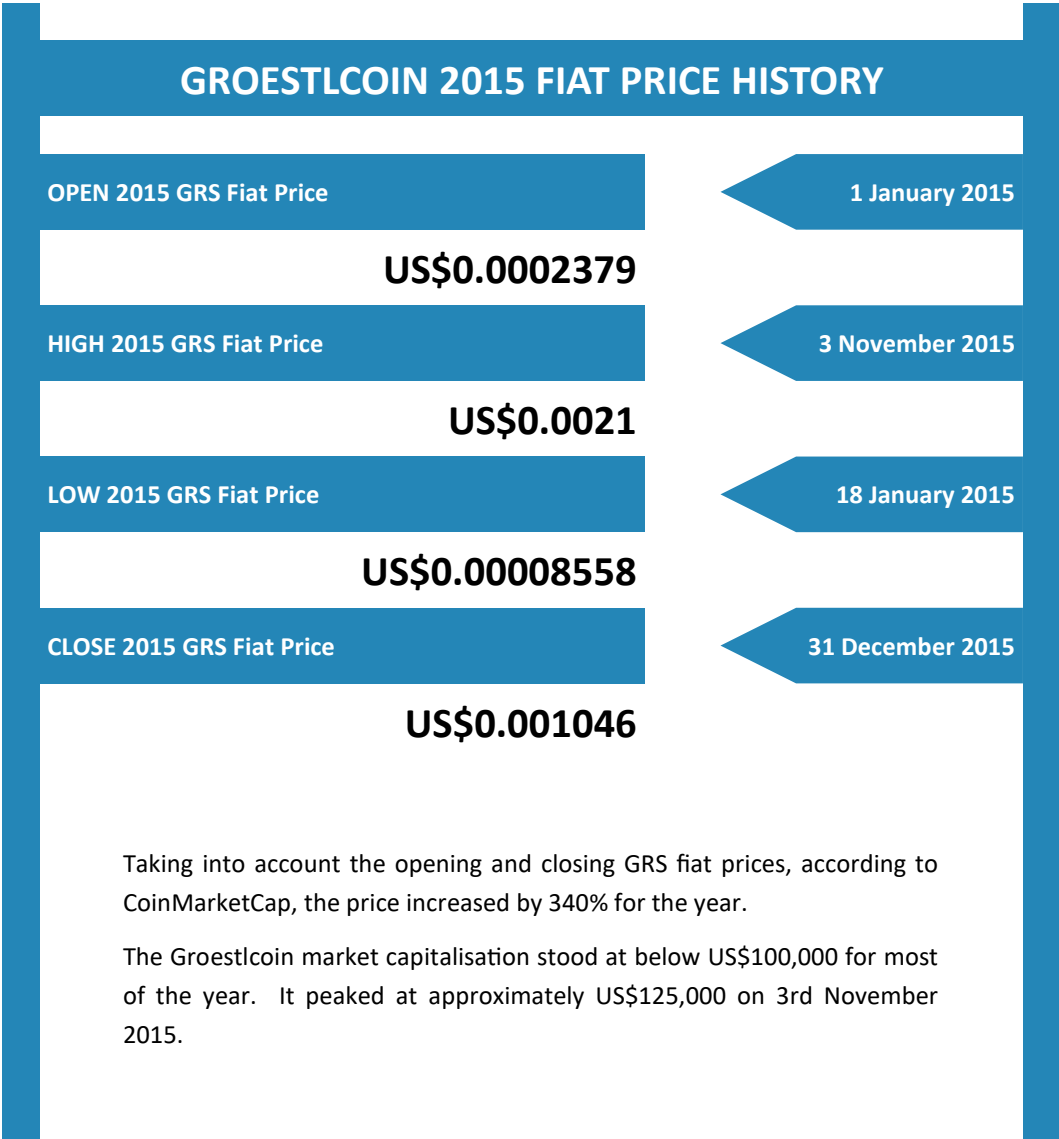 GROESTLCOIN 2015 FIAT PRICE HISTORY
OPEN 2015 GRS Fiat Price
1 January 2015
US$0.0002379
HIGH 2015 GRS Fiat Price
3 November 2015
US$0.0021
LOW 2015 GRS Fiat Price
18 January 2015
US$0.00008558
CLOSE 2015 GRS Fiat Price
31 December 2015
US$0.001046
Taking into account the opening and closing GRS fiat prices, according to
CoinMarketCap, the price increased by 340% for the year.
The Groestlcoin market capitalisation stood at below US$100,000 for most
of the year. It peaked at approximately US$125,000 on 3rd November
2015.